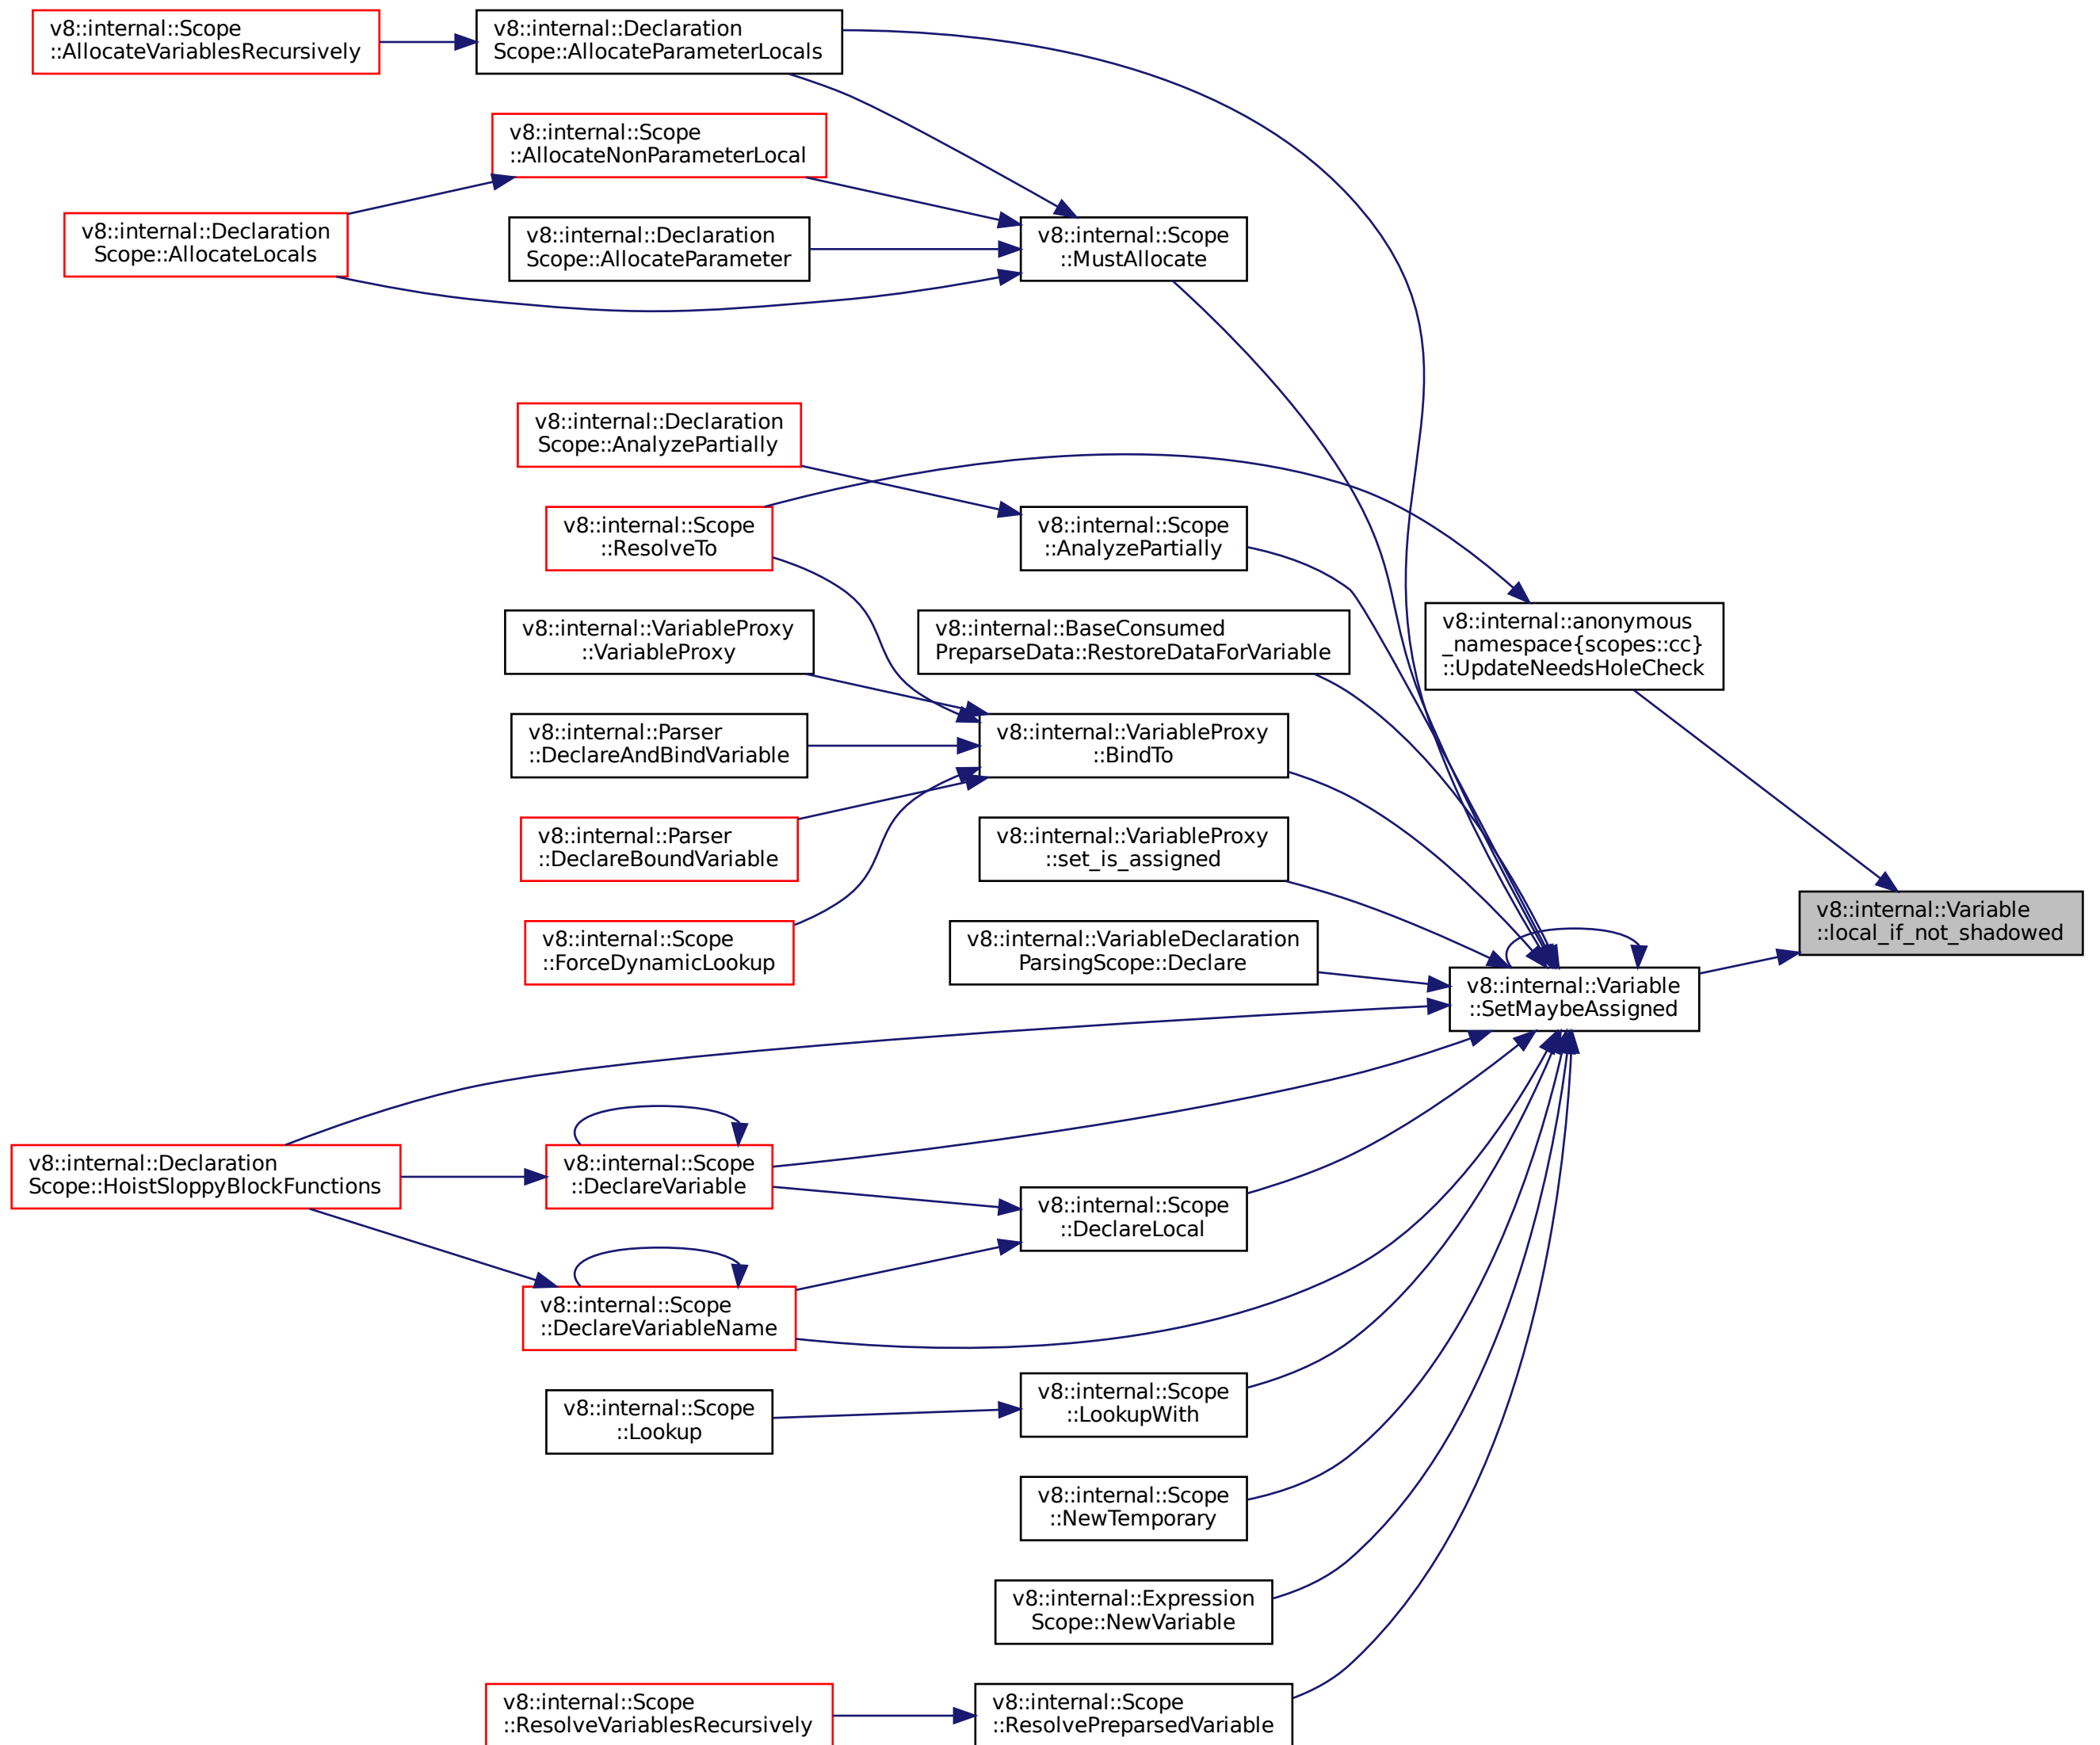 v8::internal::Scope
::AllocateVariablesRecursively
v8::internal::Declaration
Scope::AllocateParameterLocals
v8::internal::Scope
::AllocateNonParameterLocal
v8::internal::Declaration
Scope::AllocateLocals
v8::internal::Declaration
Scope::AllocateParameter
v8::internal::Scope
::MustAllocate
v8::internal::Declaration
Scope::AnalyzePartially
v8::internal::Scope
::ResolveTo
v8::internal::Scope
::AnalyzePartially
v8::internal::VariableProxy
::VariableProxy
v8::internal::BaseConsumed
PreparseData::RestoreDataForVariable
v8::internal::anonymous
_namespace{scopes::cc}
::UpdateNeedsHoleCheck
v8::internal::Parser
::DeclareAndBindVariable
v8::internal::VariableProxy
::BindTo
v8::internal::Parser
::DeclareBoundVariable
v8::internal::VariableProxy
::set_is_assigned
v8::internal::Scope
::ForceDynamicLookup
v8::internal::VariableDeclaration
ParsingScope::Declare
v8::internal::Variable
::local_if_not_shadowed
v8::internal::Variable
::SetMaybeAssigned
v8::internal::Declaration
Scope::HoistSloppyBlockFunctions
v8::internal::Scope
::DeclareVariable
v8::internal::Scope
::DeclareLocal
v8::internal::Scope
::DeclareVariableName
v8::internal::Scope
::Lookup
v8::internal::Scope
::LookupWith
v8::internal::Scope
::NewTemporary
v8::internal::Expression
Scope::NewVariable
v8::internal::Scope
::ResolveVariablesRecursively
v8::internal::Scope
::ResolvePreparsedVariable